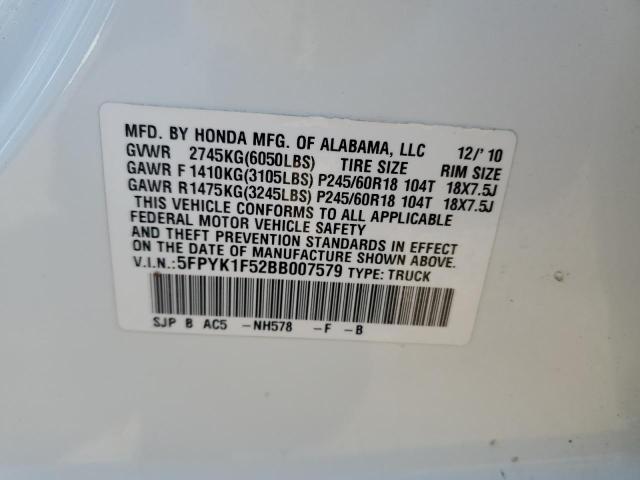 MFD. BY HONDA MFG. OF ALABAMA, LLC 12/'10
GVWR 2745KG(6050LBS) TIRE SIZE RIM SIZE
GAWR F 1410KG(3105LBS) P245/60R18 104T 18X7.5J
GAWR R 1475KG(3245LBS) P245/60R18 104T 18X7.5J
THIS VEHICLE CONFORMS TO ALL APPLICABLE
FEDERAL MOTOR VEHICLE SAFETY
AND THEFT PREVENTION STANDARDS IN EFFECT
ON THE DATE OF MANUFACTURE SHOWN ABOVE.
V.I.N.:5FPYK1F52BB007579 TYPE: TRUCK
SJP B AC5 -NH578 -F -B